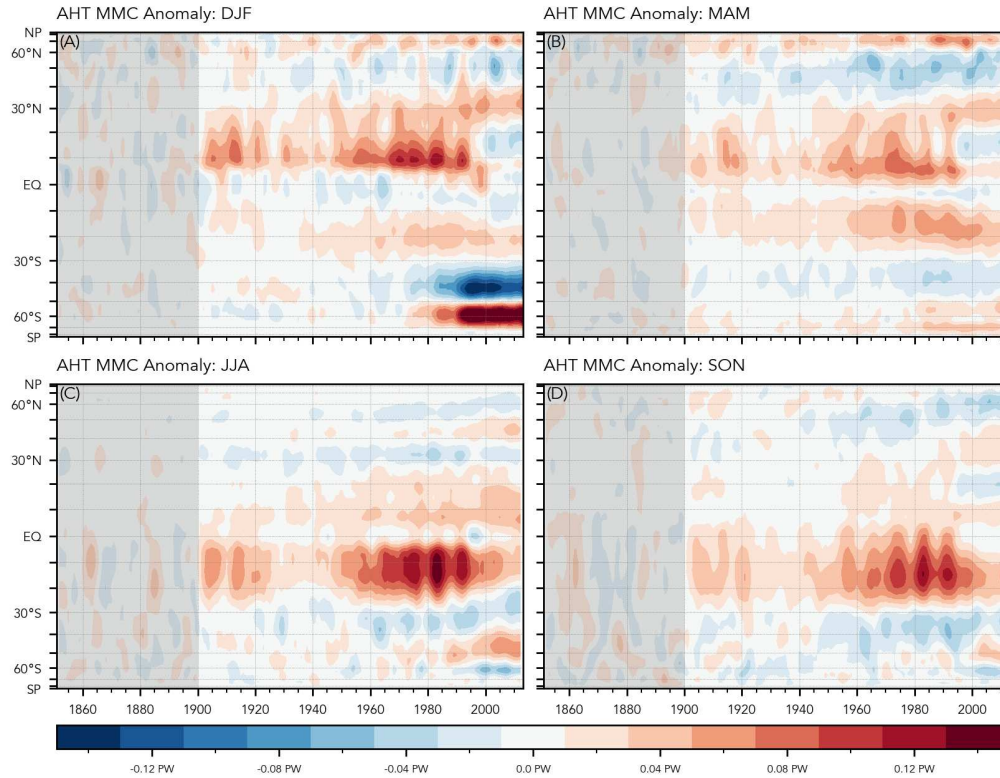 AHT MMC Anomaly: DJF
AHT MMC Anomaly: MAM
NP
(A)
(B)
60°N
30°N
EQ
30°S
60°S
SP
AHT MMC Anomaly: JJA
AHT MMC Anomaly: SON
NP
(C)
(D)
60°N
30°N
EQ
30°S
60°S
SP
1860 1880 1900 1920 1940 1960 1980 2000
1860 1880 1900 1920 1940 1960 1980 2000
-0.12 PW -0.08 PW -0.04 PW 0.0 PW 0.04 PW 0.08 PW 0.12 PW